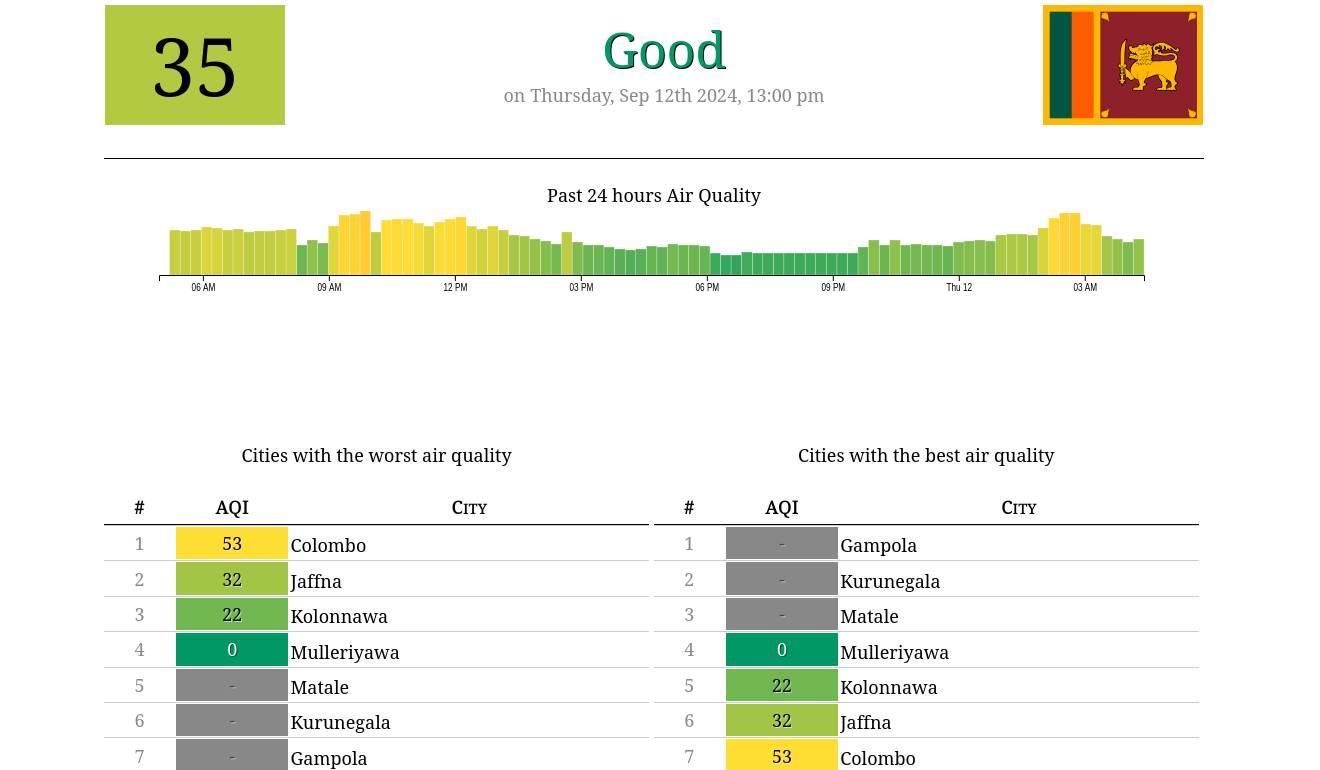 35
Good
on Thursday, Sep 12th 2024, 13:00 pm
Past 24 hours Air Quality
06 AM 09 AM 12 PM 03 PM 06 PM 09 PM Thu 12 03 AM
Cities with the worst air quality
# AQI City
1 53 Colombo
2 32 Jaffna
3 22 Kolonnawa
4 0 Mulleriyawa
5 - Matale
6 - Kurunegala
7 - Gampola
Cities with the best air quality
# AQI City
1 - Gampola
2 - Kurunegala
3 - Matale
4 0 Mulleriyawa
5 22 Kolonnawa
6 32 Jaffna
7 53 Colombo